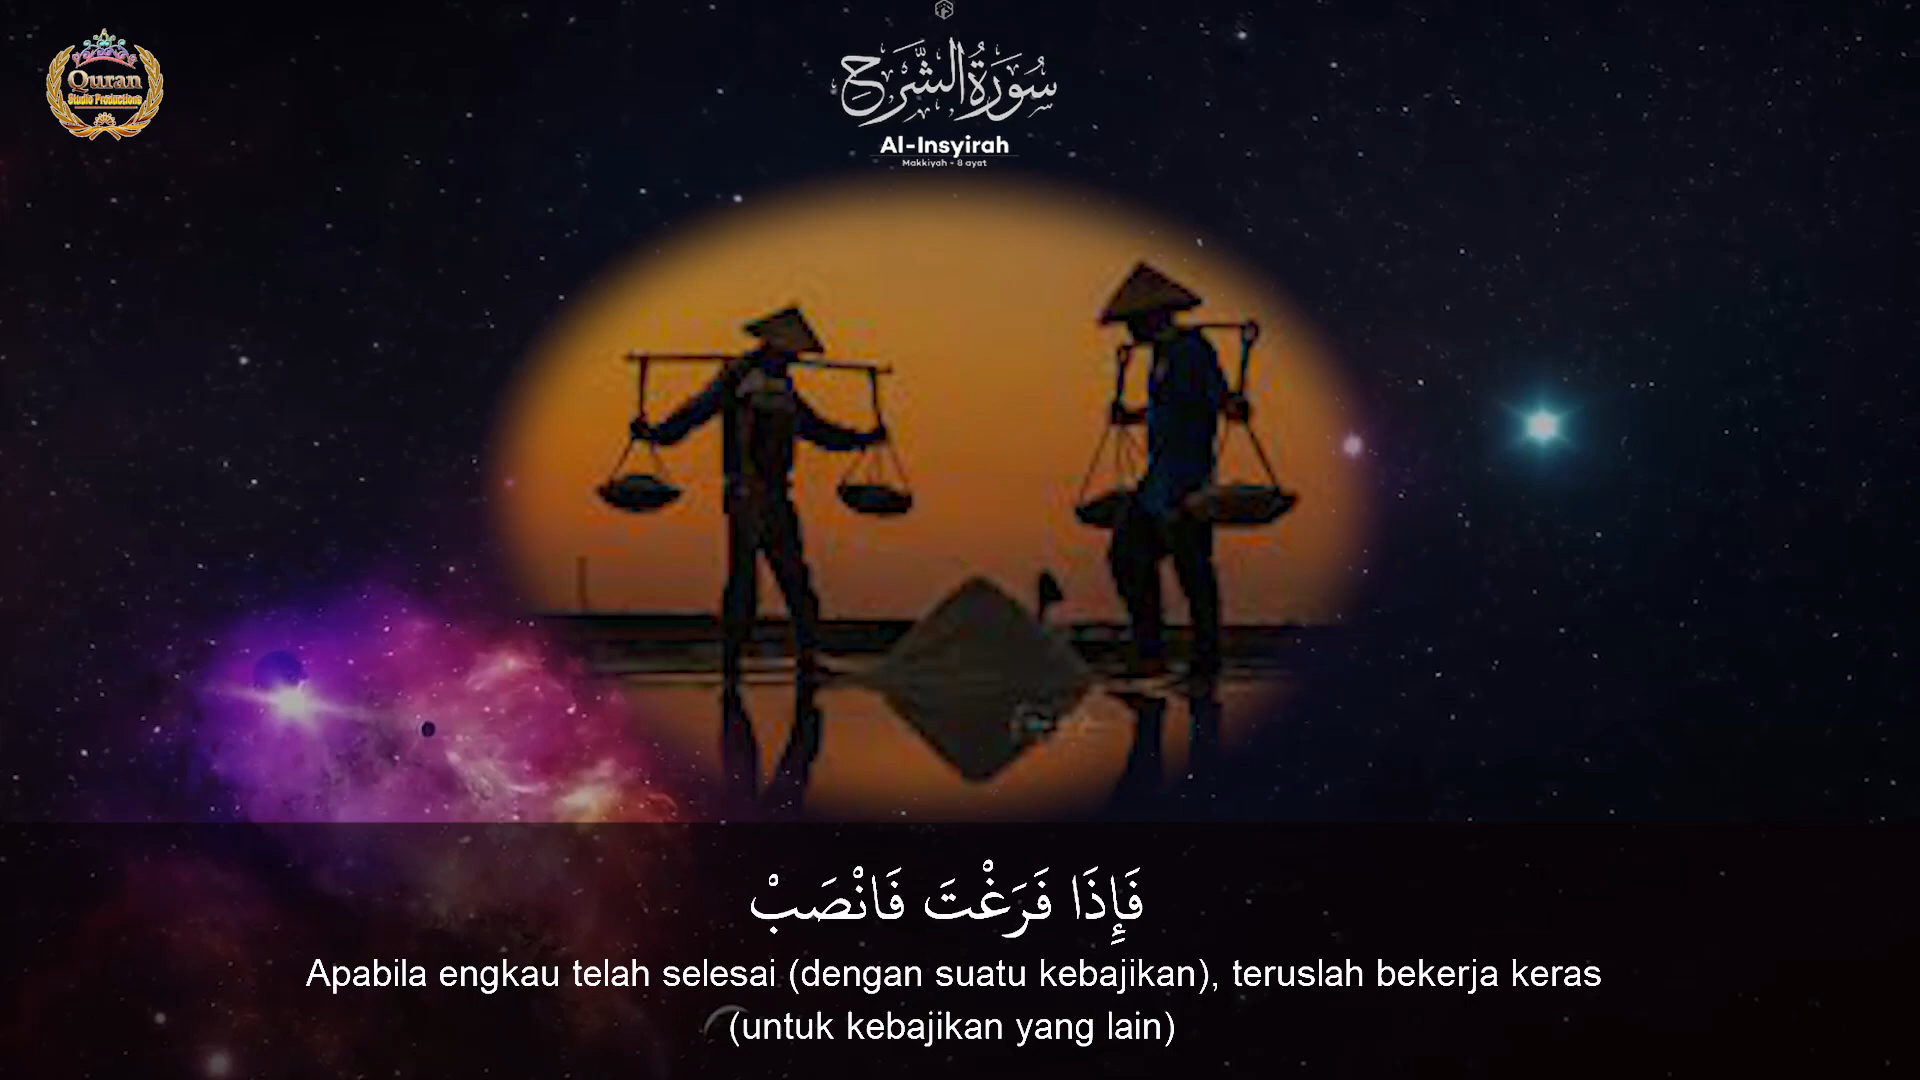 Quran
Studio Productions
سُورَةُ الشَّرْحِ
Al-Insyirah
Makkiyah - 8 ayat
فَإِذَا فَرَغْتَ فَانْصَبْ
Apabila engkau telah selesai (dengan suatu kebajikan), teruslah bekerja keras
(untuk kebajikan yang lain)